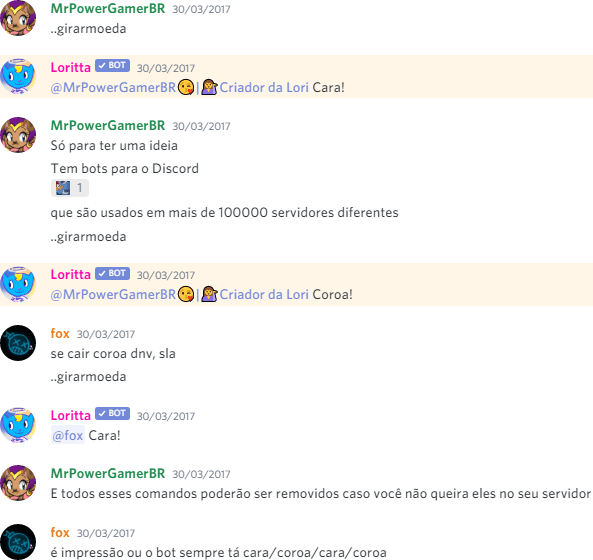 MrPowerGamerBR 30/03/2017
..girarmoeda
Loritta BOT 30/03/2017
@MrPowerGamerBR😘|💁Criador da Lori Cara!
MrPowerGamerBR 30/03/2017
Só para ter uma ideia
Tem bots para o Discord
1
que são usados em mais de 100000 servidores diferentes
..girarmoeda
Loritta BOT 30/03/2017
@MrPowerGamerBR😘|💁Criador da Lori Coroa!
fox 30/03/2017
se cair coroa dnv, sla
..girarmoeda
Loritta BOT 30/03/2017
@fox Cara!
MrPowerGamerBR 30/03/2017
E todos esses comandos poderão ser removidos caso você não queira eles no seu servidor
fox 30/03/2017
é impressão ou o bot sempre tá cara/coroa/cara/coroa